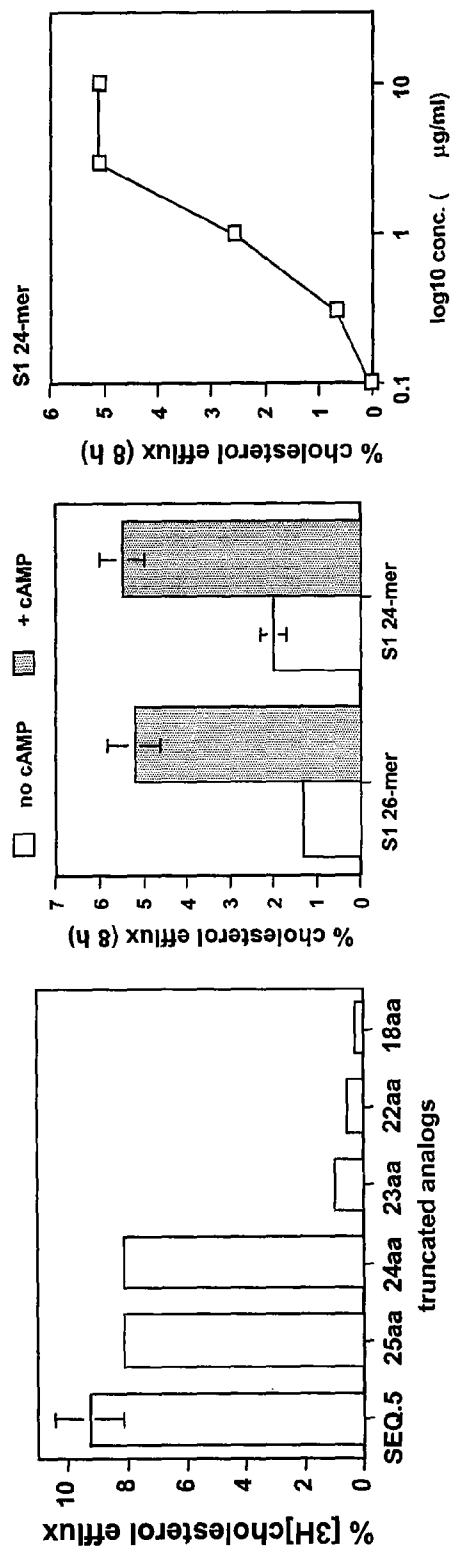 % [3H]cholesterol efflux
10
8
6
4
2
0
SEQ.5
25aa
24aa
23aa
22aa
18aa
truncated analogs
no cAMP
+ cAMP
% cholesterol efflux (8 h)
7
6
5
4
3
2
1
0
S1 26-mer
S1 24-mer
S1 24-mer
% cholesterol efflux (8 h)
6
5
4
3
2
1
0
0.1
1
10
log10 conc. ( µg/ml)